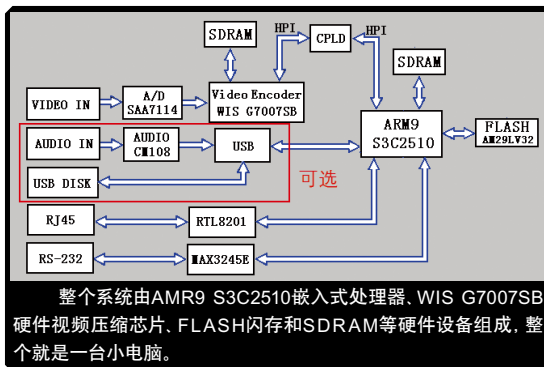 SDRAM
HPI
CPLD
HPI
SDRAM
VIDEO IN
A/D
SAA7114
Video Encoder
WIS G7007SB
ARM9
S3C2510
FLASH
AM29LV32
AUDIO IN
AUDIO
CM108
USB
USB DISK
可选
RJ45
RTL8201
RS-232
MAX3245E
整个系统由AMR9 S3C2510嵌入式处理器、WIS G7007SB
硬件视频压缩芯片、FLASH闪存和SDRAM等硬件设备组成，整
个就是一台小电脑。